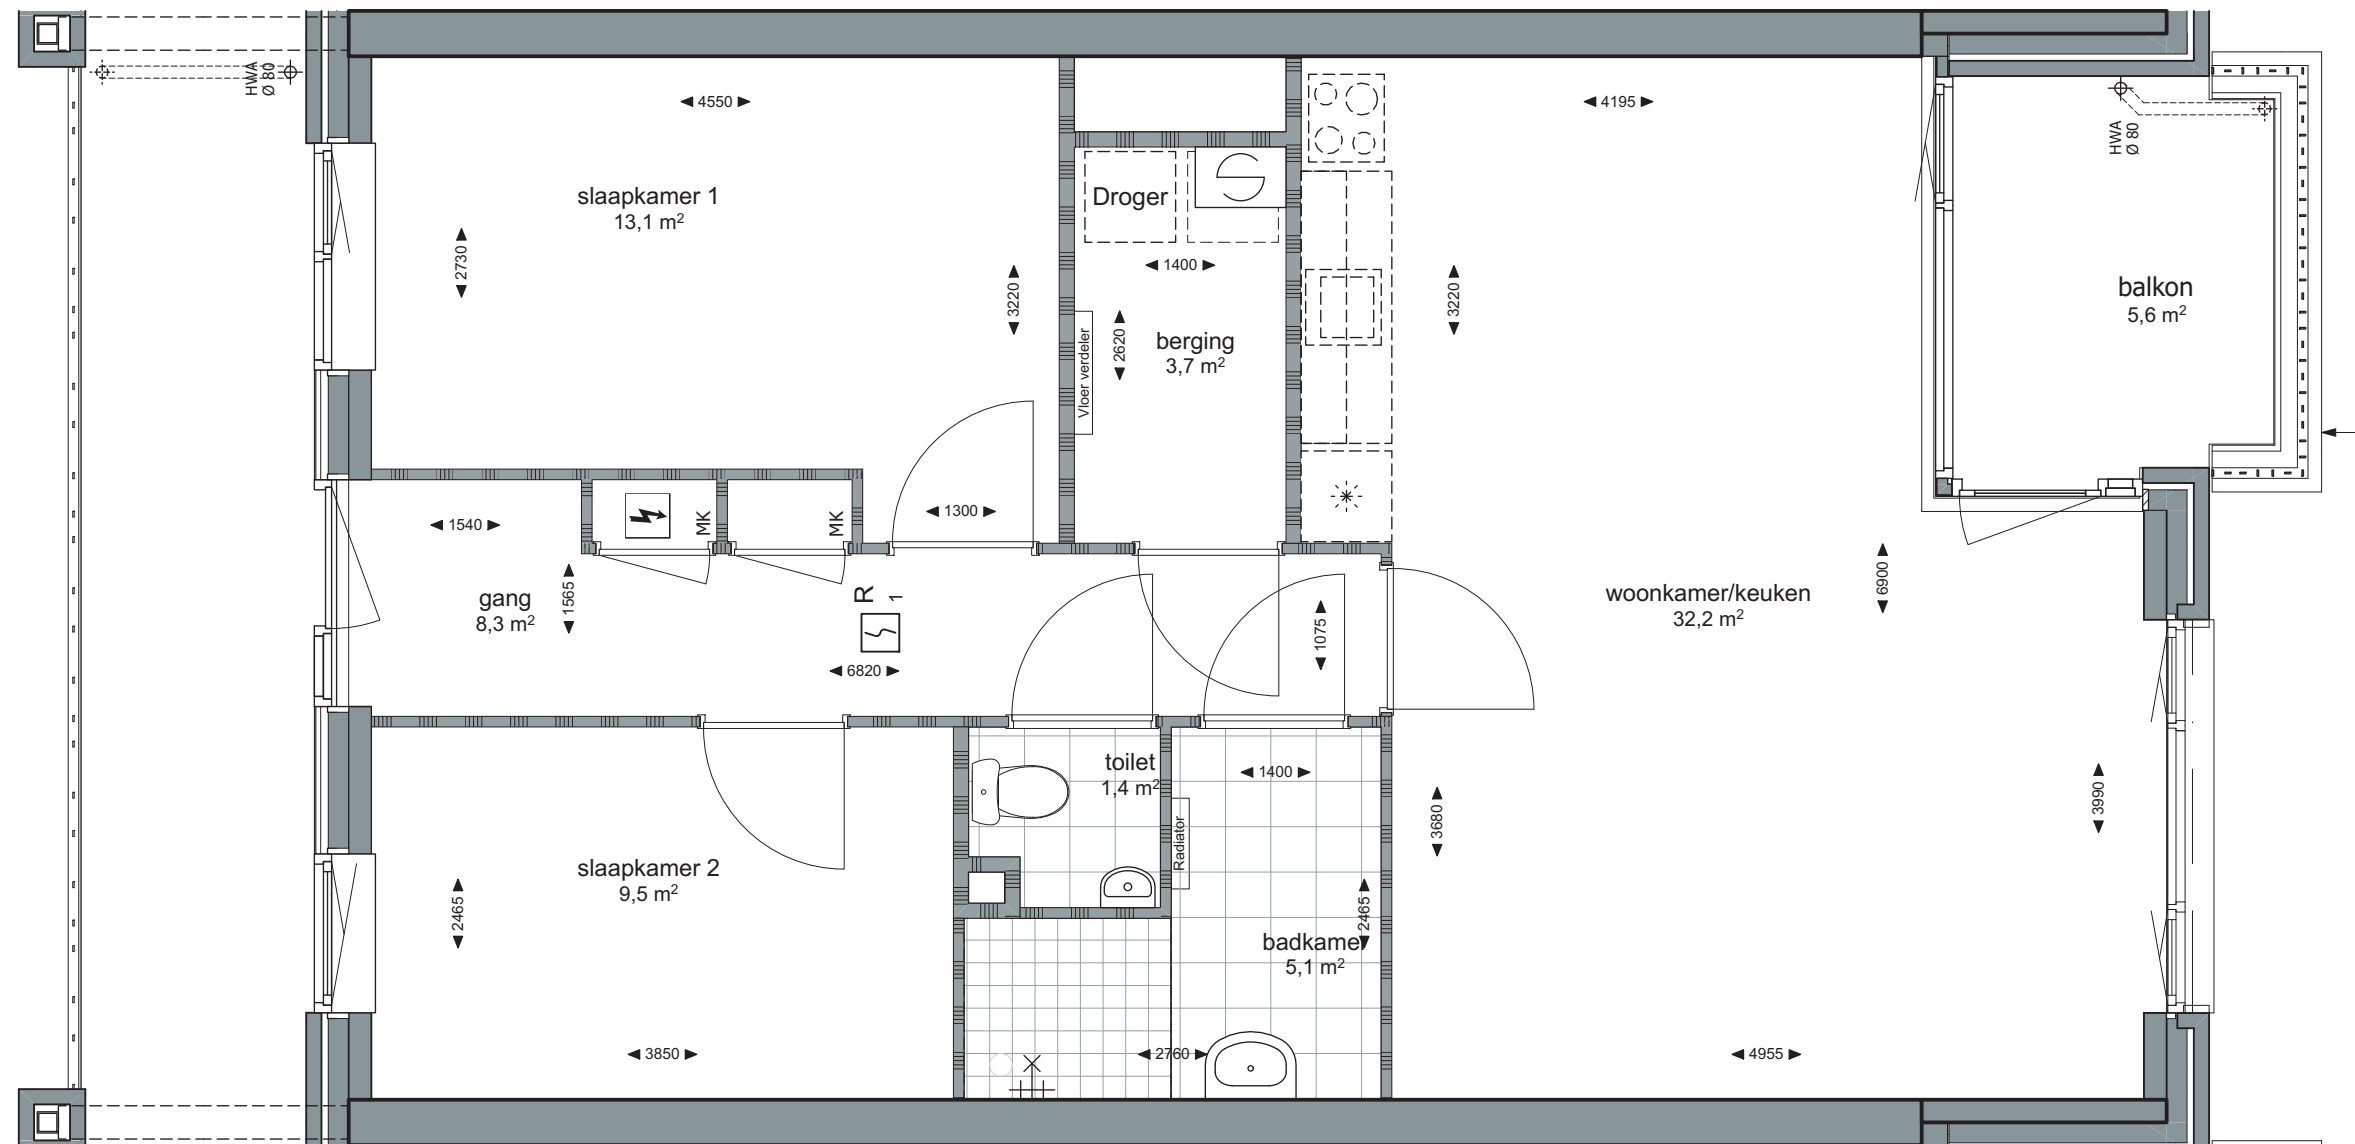 HWA
Ø 80
4550
4195
HWA
Ø 80
slaapkamer 1
13,1 m²
Droger
2730
3220
1400
3220
balkon
5,6 m²
Vloer verdeler
2620
berging
3,7 m²
1540
MK
MK
1300
gang
8,3 m²
1565
R
1
1075
woonkamer/keuken
32,2 m²
6900
6820
toilet
1,4 m²
1400
Radiator
3680
3990
slaapkamer 2
9,5 m²
2465
2465
badkamer
5,1 m²
3850
2760
4955